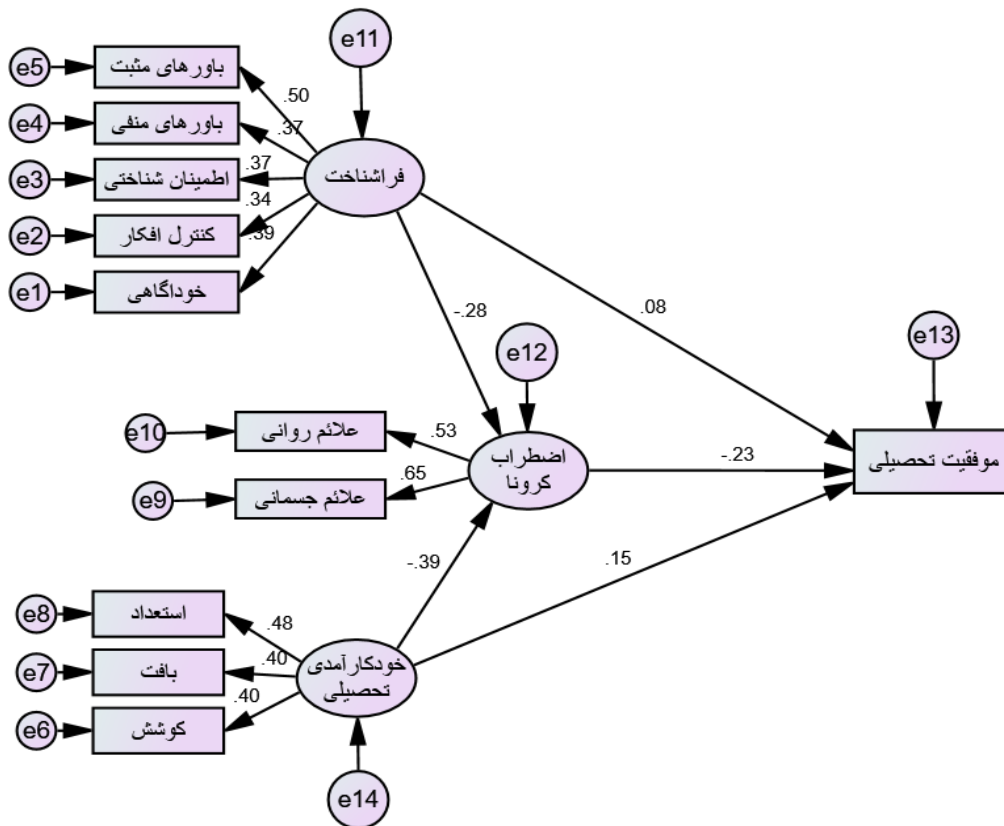 e11
e5
باورهای مثبت
.50
e4
باورهای منفی
.37
e3
اطمینان شناختی
.37
فراشناخت
e2
کنترل افکار
.34
e1
خوداگاهی
.39
-.28
.08
e12
e13
e10
علائم روانی
.53
اضطراب
کرونا
-.23
موفقیت تحصیلی
e9
علائم جسمانی
.65
-.39
.15
e8
استعداد
.48
e7
بافت
.40
خودکارآمدی
تحصیلی
e6
کوشش
.40
e14